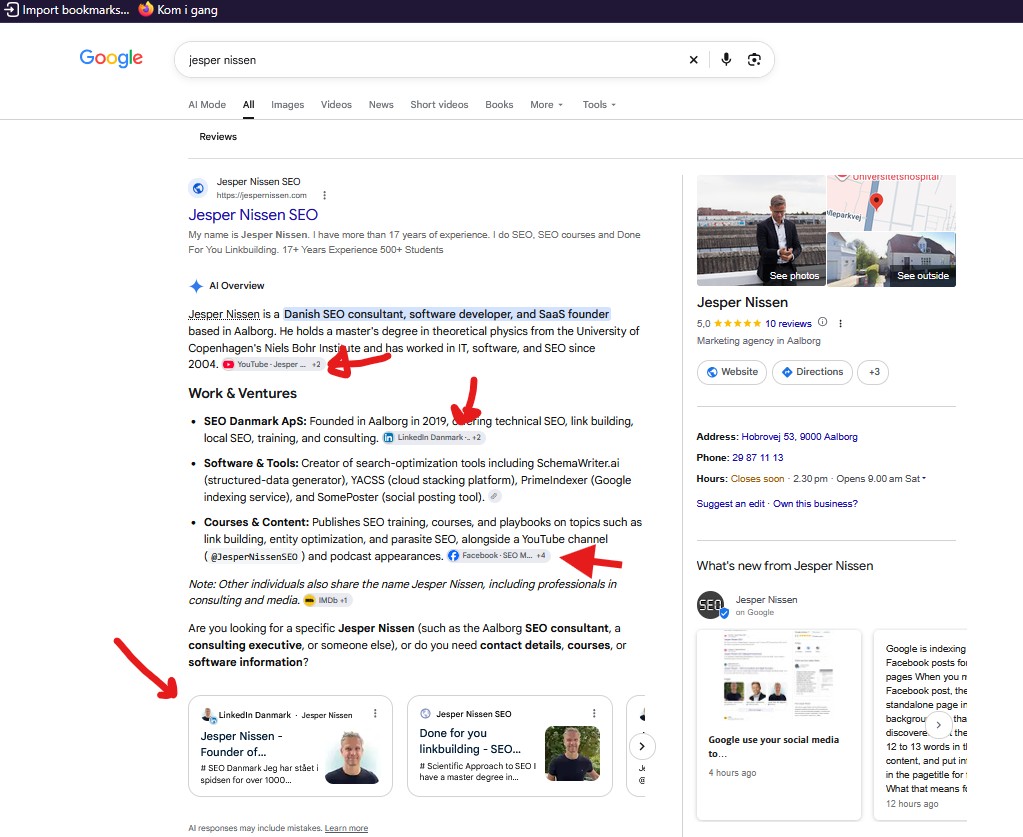 Import bookmarks... Kom i gang
Google
jesper nissen
AI Mode All Images Videos News Short videos Books More Tools
Reviews
Jesper Nissen SEO
https://jespernissen.com
Jesper Nissen SEO
My name is Jesper Nissen. I have more than 17 years of experience. I do SEO, SEO courses and Done
For You Linkbuilding. 17+ Years Experience 500+ Students
AI Overview
Jesper Nissen is a Danish SEO consultant, software developer, and SaaS founder
based in Aalborg. He holds a master's degree in theoretical physics from the University of
Copenhagen's Niels Bohr Institute and has worked in IT, software, and SEO since
2004. YouTube · Jesper ... +2
Work & Ventures
SEO Danmark ApS: Founded in Aalborg in 2019, offering technical SEO, link building,
local SEO, training, and consulting. LinkedIn Danmark ·.. +2
Software & Tools: Creator of search-optimization tools including SchemaWriter.ai
(structured-data generator), YACSS (cloud stacking platform), PrimeIndexer (Google
indexing service), and SomePoster (social posting tool).
Courses & Content: Publishes SEO training, courses, and playbooks on topics such as
link building, entity optimization, and parasite SEO, alongside a YouTube channel
( @JesperNissenSEO ) and podcast appearances. Facebook · SEO M... +4
Note: Other individuals also share the name Jesper Nissen, including professionals in
consulting and media. IMDb +1
Are you looking for a specific Jesper Nissen (such as the Aalborg SEO consultant, a
consulting executive, or someone else), or do you need contact details, courses, or
software information?
LinkedIn Danmark · Jesper Nissen
Jesper Nissen -
Founder of...
# SEO Danmark Jeg har stået i
spidsen for over 1000...
Jesper Nissen SEO
Done for you
linkbuilding - SEO...
# Scientific Approach to SEO I
have a master degree in...
AI responses may include mistakes. Learn more
Universitetshospital
See photos
See outside
Jesper Nissen
5,0 10 reviews
Marketing agency in Aalborg
Website Directions +3
Address: Hobrovej 53, 9000 Aalborg
Phone: 29 87 11 13
Hours: Closes soon · 2.30 pm · Opens 9.00 am Sat
Suggest an edit · Own this business?
What's new from Jesper Nissen
SEO
Jesper Nissen
on Google
Google use your social media
to...
4 hours ago
Google is indexing
Facebook posts fo
pages When you m
Facebook post, the
standalone page in
backgroun tha
discovere the
12 to 13 words in th
content, and put in
in the pagetitle for
What that means fo
12 hours ago